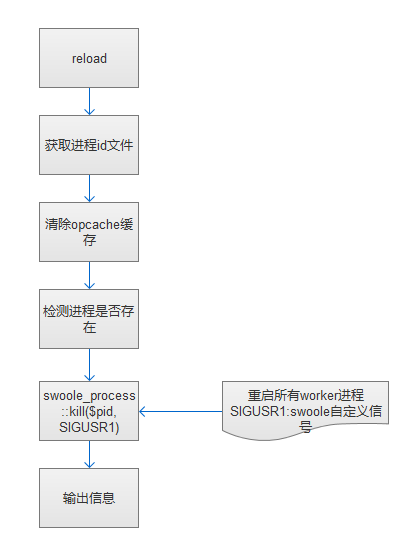 reload
获取进程id文件
清除opcache缓
存
检测进程是否存
在
swoole_process
::kill($pid,
SIGUSR1)
重启所有worker进程
SIGUSR1:swoole自定义信
号
输出信息